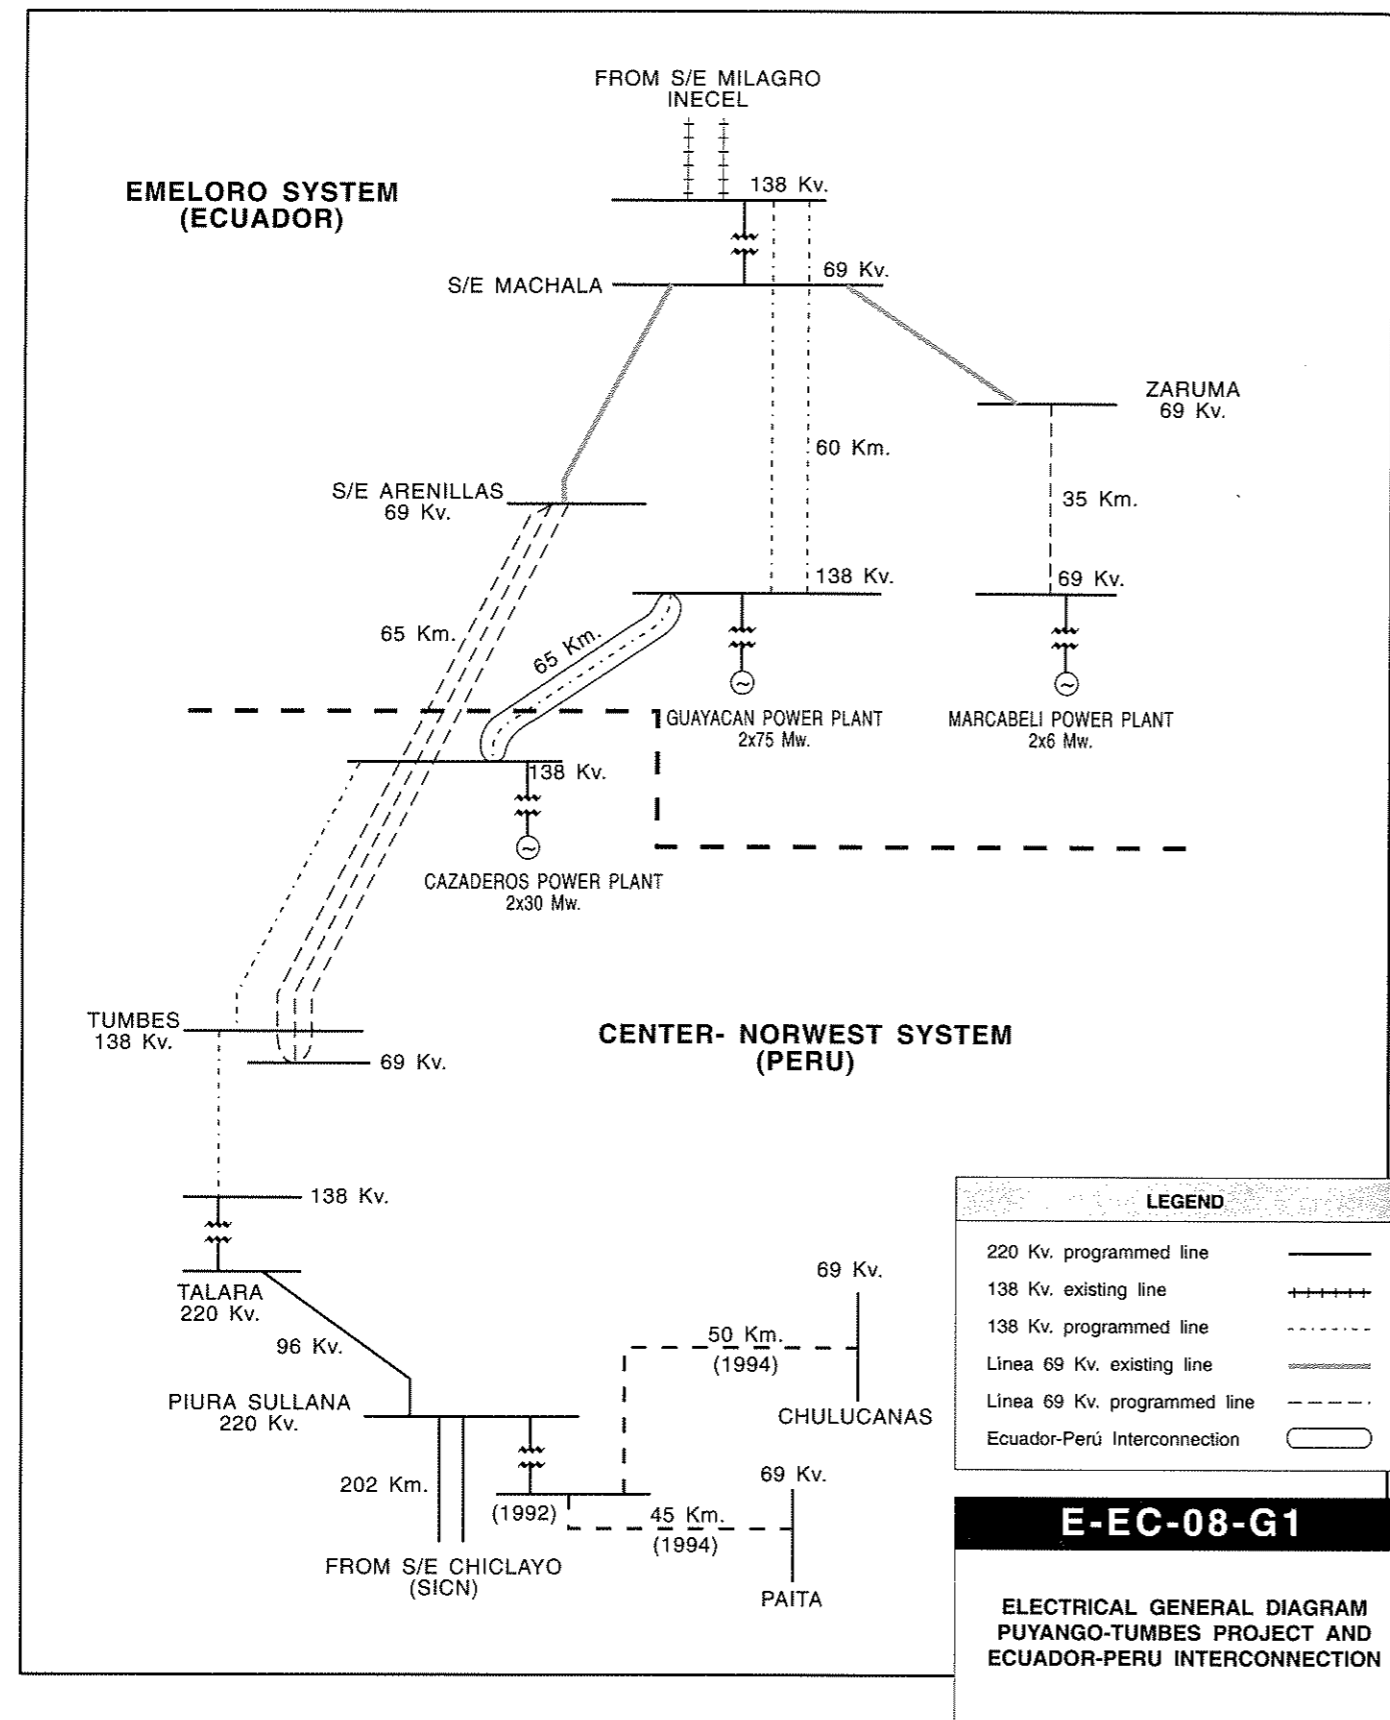 FROM S/E MILAGRO
INECEL
EMELORO SYSTEM
(ECUADOR)
138 Kv.
S/E MACHALA
69 Kv.
ZARUMA
69 Kv.
60 Km.
S/E ARENILLAS
69 Kv.
35 Km.
138 Kv.
69 Kv.
65 Km.
65 Km.
GUAYACAN POWER PLANT
2x75 Mw.
MARCABELI POWER PLANT
2x6 Mw.
138 Kv.
CAZADEROS POWER PLANT
2x30 Mw.
TUMBES
138 Kv.
69 Kv.
CENTER- NORWEST SYSTEM
(PERU)
138 Kv.
TALARA
220 Kv.
96 Kv.
PIURA SULLANA
220 Kv.
202 Km.
(1992)
FROM S/E CHICLAYO
(SICN)
69 Kv.
50 Km.
(1994)
CHULUCANAS
69 Kv.
45 Km.
(1994)
PAITA
LEGEND
220 Kv. programmed line
138 Kv. existing line
138 Kv. programmed line
Línea 69 Kv. existing line
Línea 69 Kv. programmed line
Ecuador-Perú Interconnection
E-EC-08-G1
ELECTRICAL GENERAL DIAGRAM
PUYANGO-TUMBES PROJECT AND
ECUADOR-PERU INTERCONNECTION